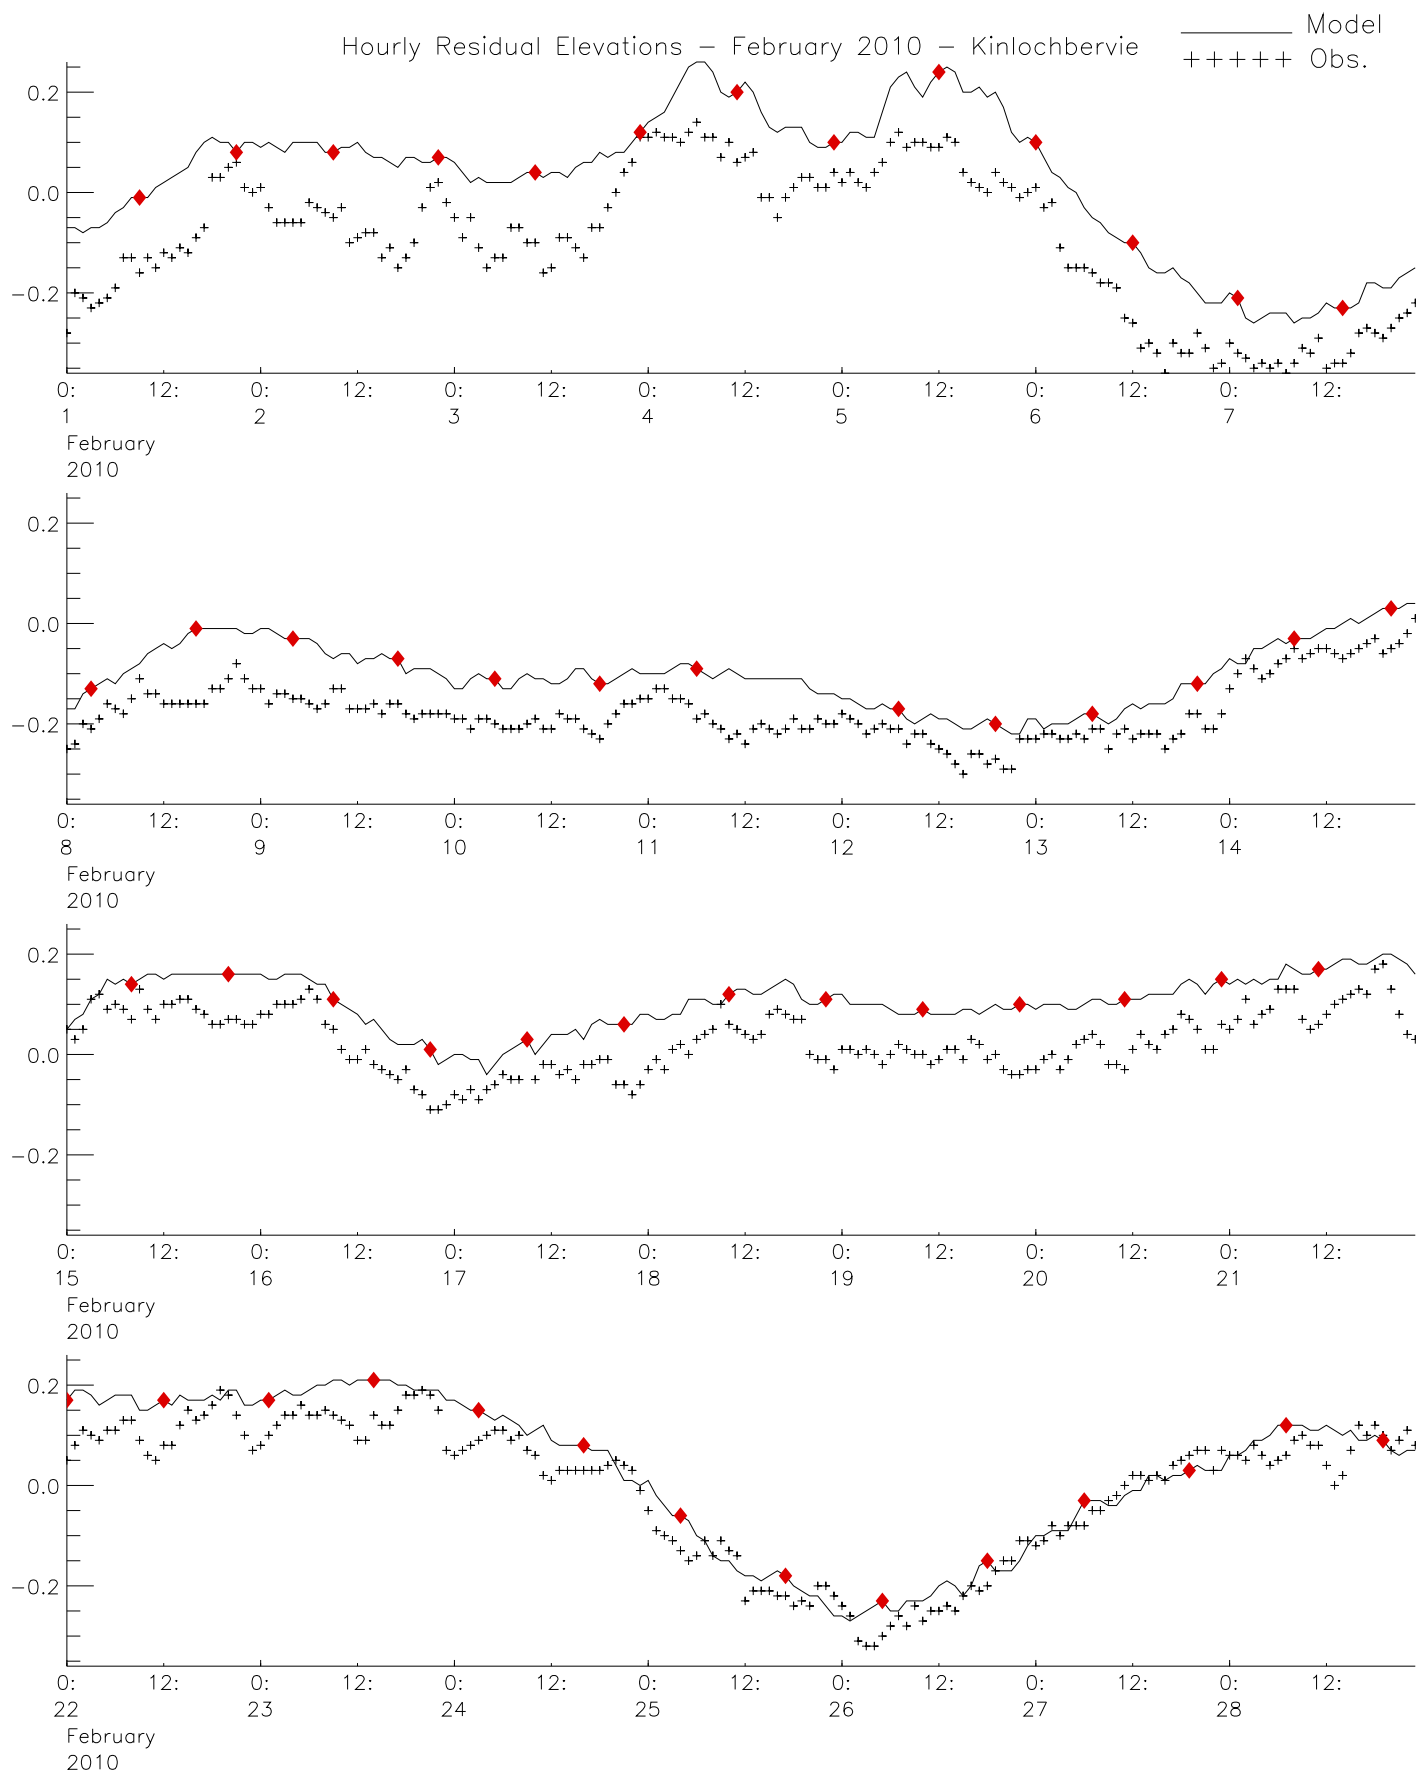 Model
Hourly Residual Elevations − February 2010 − Kinlochbervie
+++++ Obs.
0.2
0.0
−0.2
0: 12: 0: 12: 0: 12: 0: 12: 0: 12: 0: 12: 0: 12:
1 2 3 4 5 6 7
February
2010
0.2
0.0
−0.2
0: 12: 0: 12: 0: 12: 0: 12: 0: 12: 0: 12: 0: 12:
8 9 10 11 12 13 14
February
2010
0.2
0.0
−0.2
0: 12: 0: 12: 0: 12: 0: 12: 0: 12: 0: 12: 0: 12:
15 16 17 18 19 20 21
February
2010
0.2
0.0
−0.2
0: 12: 0: 12: 0: 12: 0: 12: 0: 12: 0: 12: 0: 12:
22 23 24 25 26 27 28
February
2010